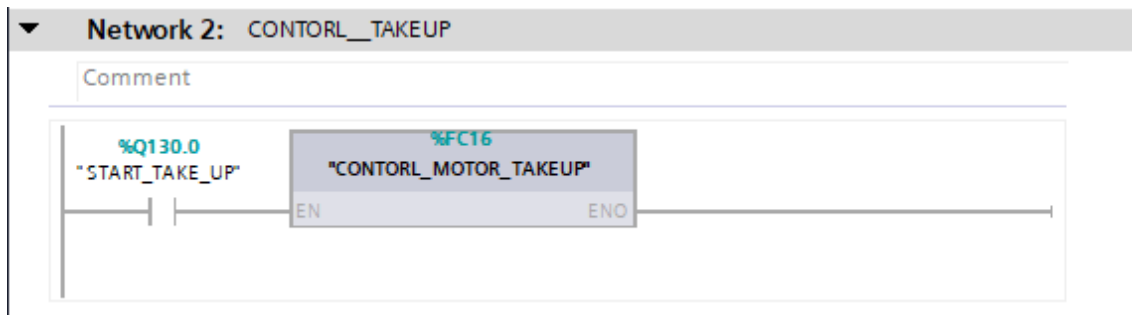 Network 2: CONTORL__TAKEUP
Comment
%Q130.0
"START_TAKE_UP"
%FC16
"CONTORL_MOTOR_TAKEUP"
EN ENO